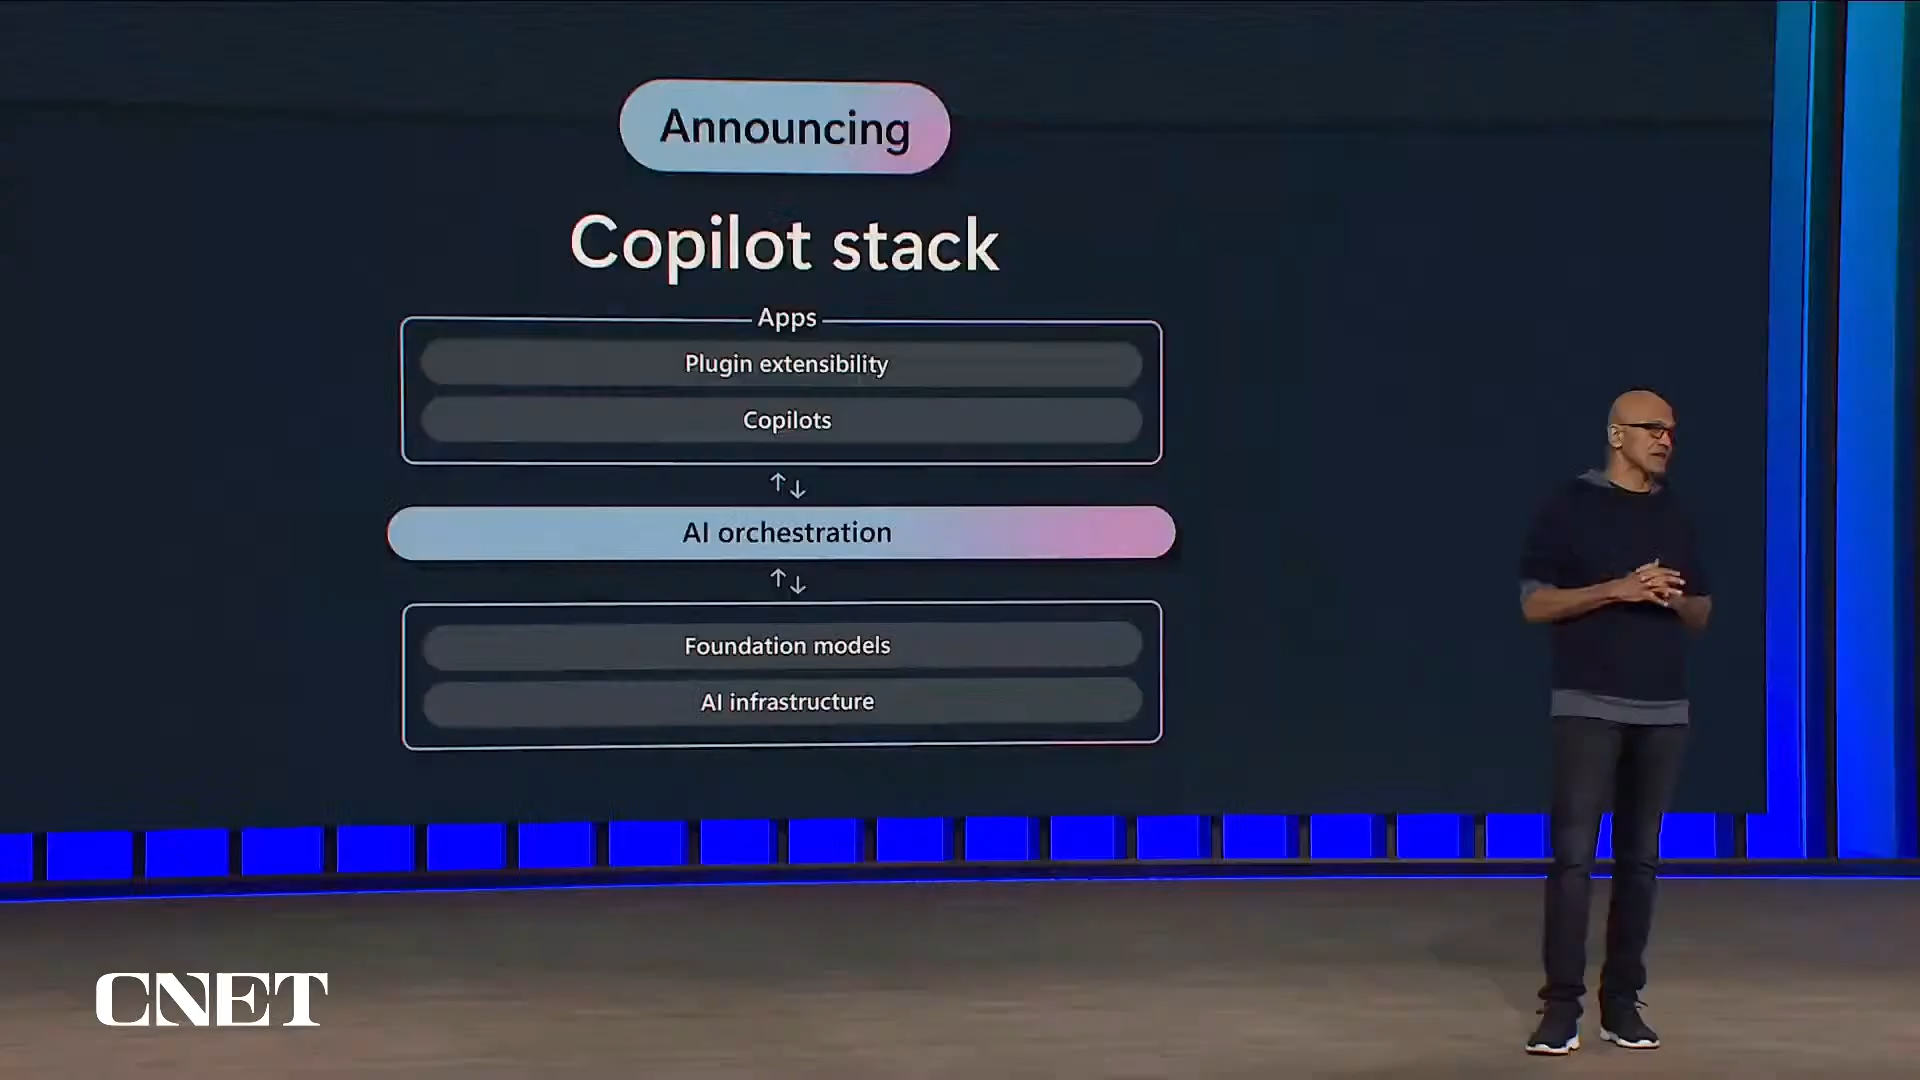 Announcing
Copilot stack
Apps
Plugin extensibility
Copilots
↑↓
AI orchestration
↑↓
Foundation models
AI infrastructure
CNET